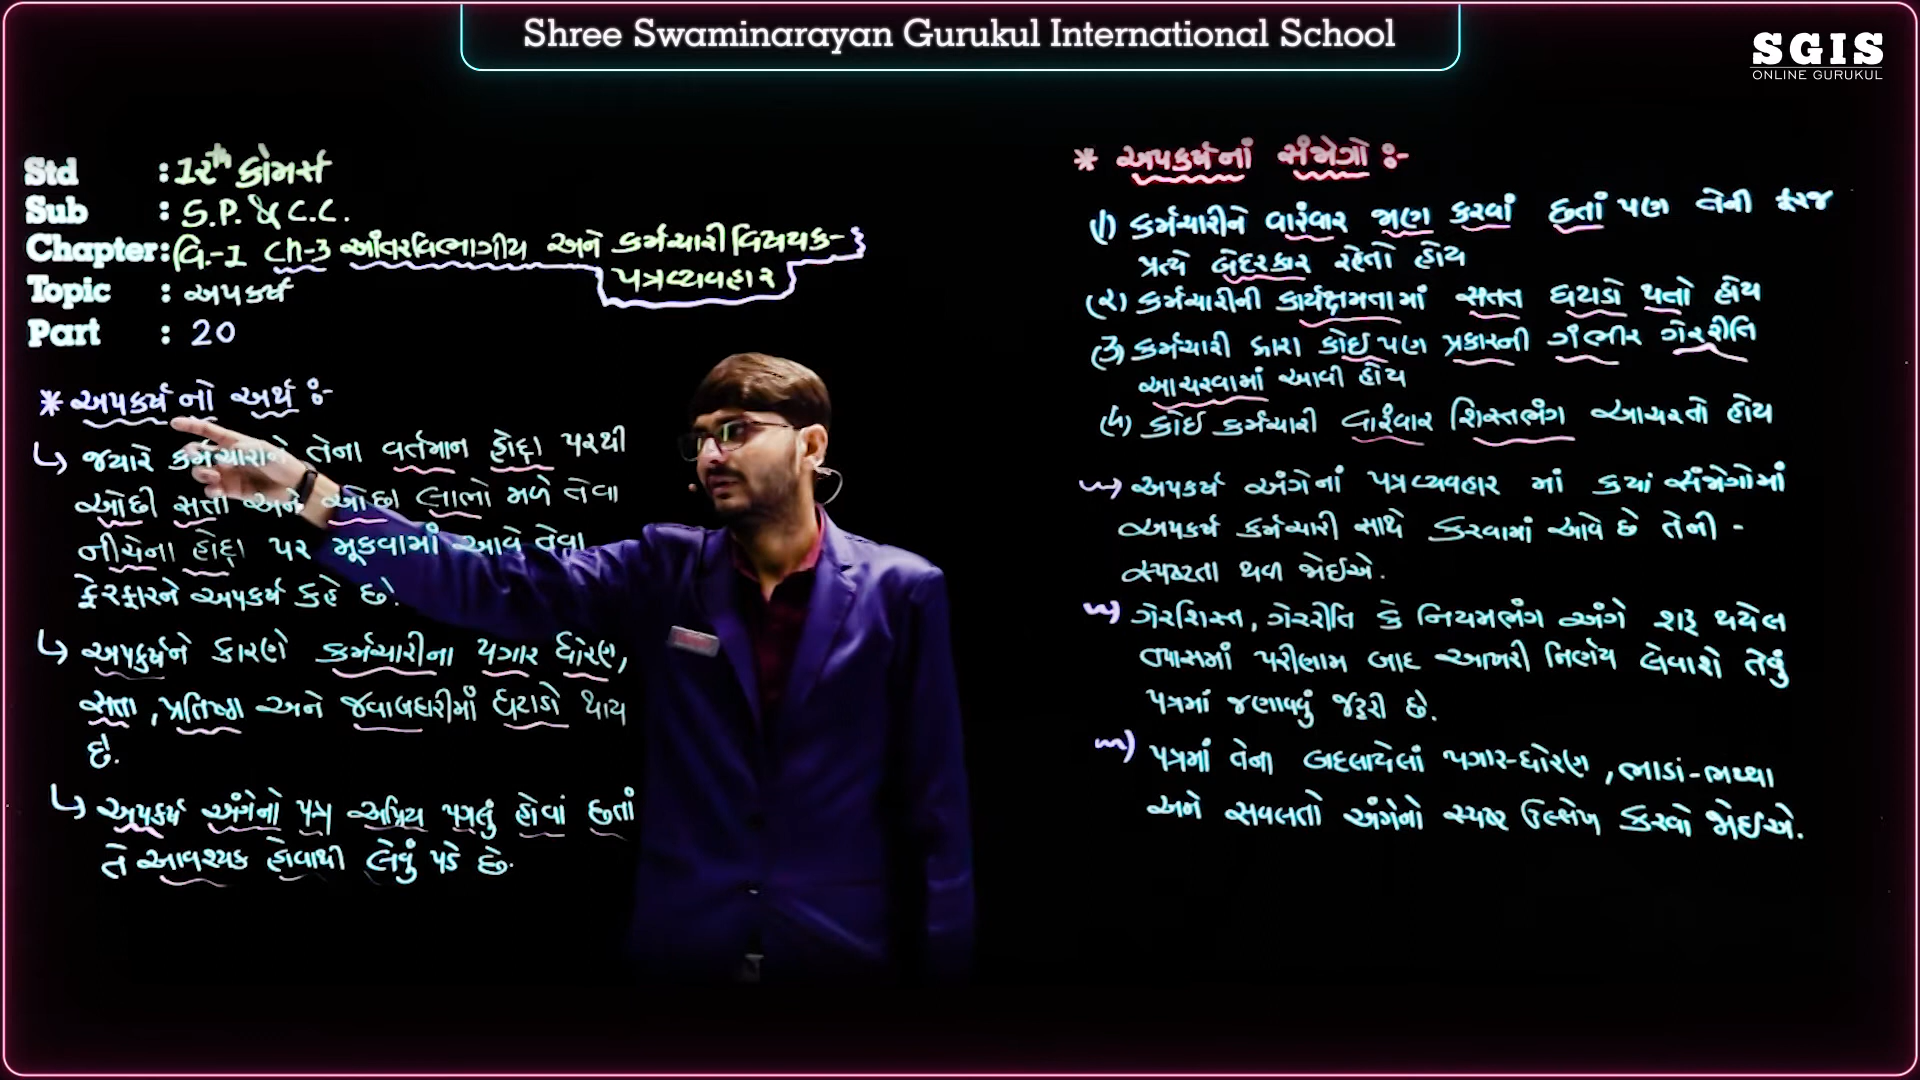 Shree Swaminarayan Gurukul International School
SGIS
ONLINE GURUKUL
Std : 12th કોમર્સ
Sub : S.P. & C.C.
Chapter: વિ.-1 Ch-3 આંતરવિભાગીય અને કર્મચારી વિષયક-
પત્રવ્યવહાર
Topic : અપકર્ષ
Part : 20
* અપકર્ષ નો અર્થ :-
↳ જયારે કર્મચારીને તેના વર્તમાન હોદ્દા પરથી
ઓછી સત્તા અને ઓછા લાભો મળે તેવા
નીચેના હોદ્દા પર મૂકવામાં આવે તેવા
ફેરફારને અપકર્ષ કહે છે.
↳ અપકર્ષને કારણે કર્મચારીના પગાર ધોરણ,
સત્તા, પ્રતિષ્ઠા અને જવાબદારીમાં ઘટાડો થાય
છે.
↳ અપકર્ષ અંગેનો પત્ર અપ્રિય પગલું હોવાં છતાં
તે આવશ્યક હોવાથી લેવું પડે છે.
* અપકર્ષનાં સંજોગો :-
(૧) કર્મચારીને વારંવાર જાણ કરવાં છતાં પણ તેની ફરજ
પ્રત્યે બેદરકાર રહેતો હોય
(૨) કર્મચારીની કાર્યક્ષમતામાં સતત ઘટાડો થતો હોય
(૩) કર્મચારી દ્વારા કોઈ પણ પ્રકારની ગંભીર ગેરરીતિ
આચરવામાં આવી હોય
(૪) કોઈ કર્મચારી વારંવાર શિસ્તભંગ આચરતો હોય
અપકર્ષ અંગેનાં પત્રવ્યવહાર માં કયાં સંજોગોમાં
અપકર્ષ કર્મચારી સાથે કરવામાં આવે છે તેની -
સ્પષ્ટતા થવી જોઈએ.
ગેરશિસ્ત, ગેરરીતિ કે નિયમભંગ અંગે શરૂ થયેલ
તપાસમાં પરીણામ બાદ આખરી નિર્ણય લેવાશે તેવું
પત્રમાં જણાવવું જરૂરી છે.
પત્રમાં તેના બદલાયેલાં પગાર-ધોરણ, ભાડાં-ભથ્થા
અને સવલતો અંગેનો સ્પષ્ટ ઉલ્લેખ કરવો જોઈએ.